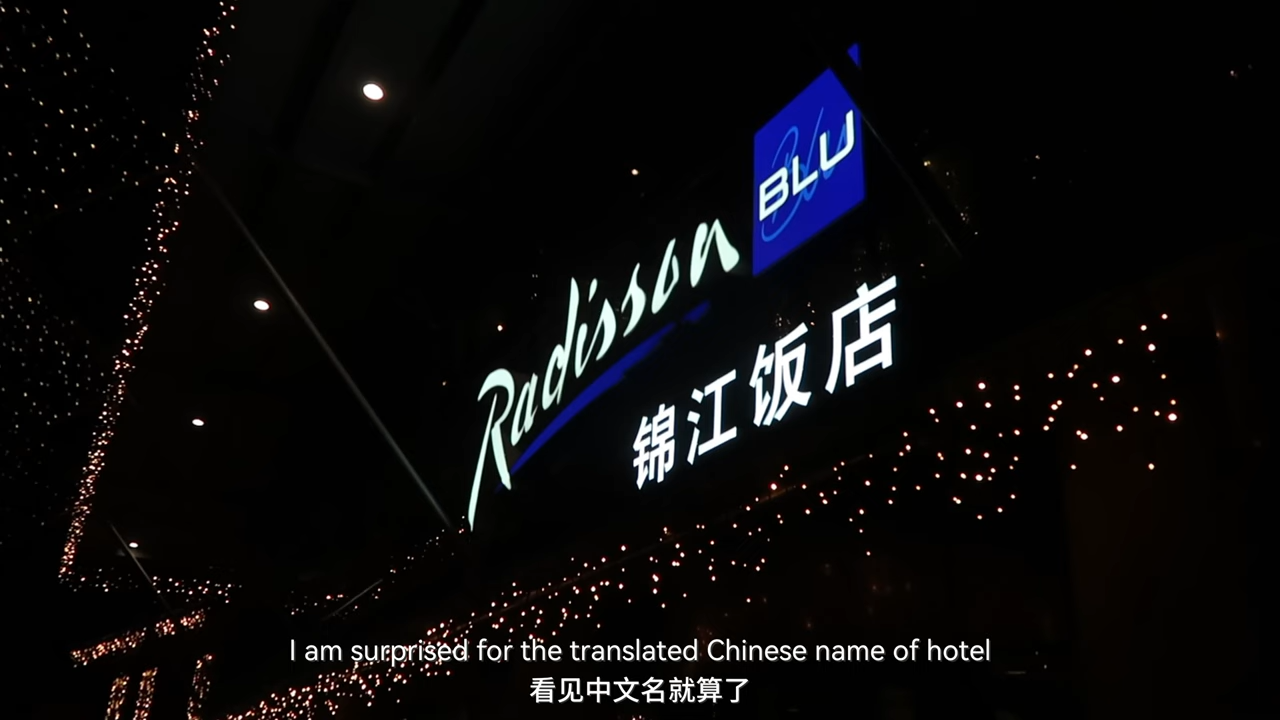 Radisson
BLU
锦江饭店
I am surprised for the translated Chinese name of hotel
看见中文名就算了